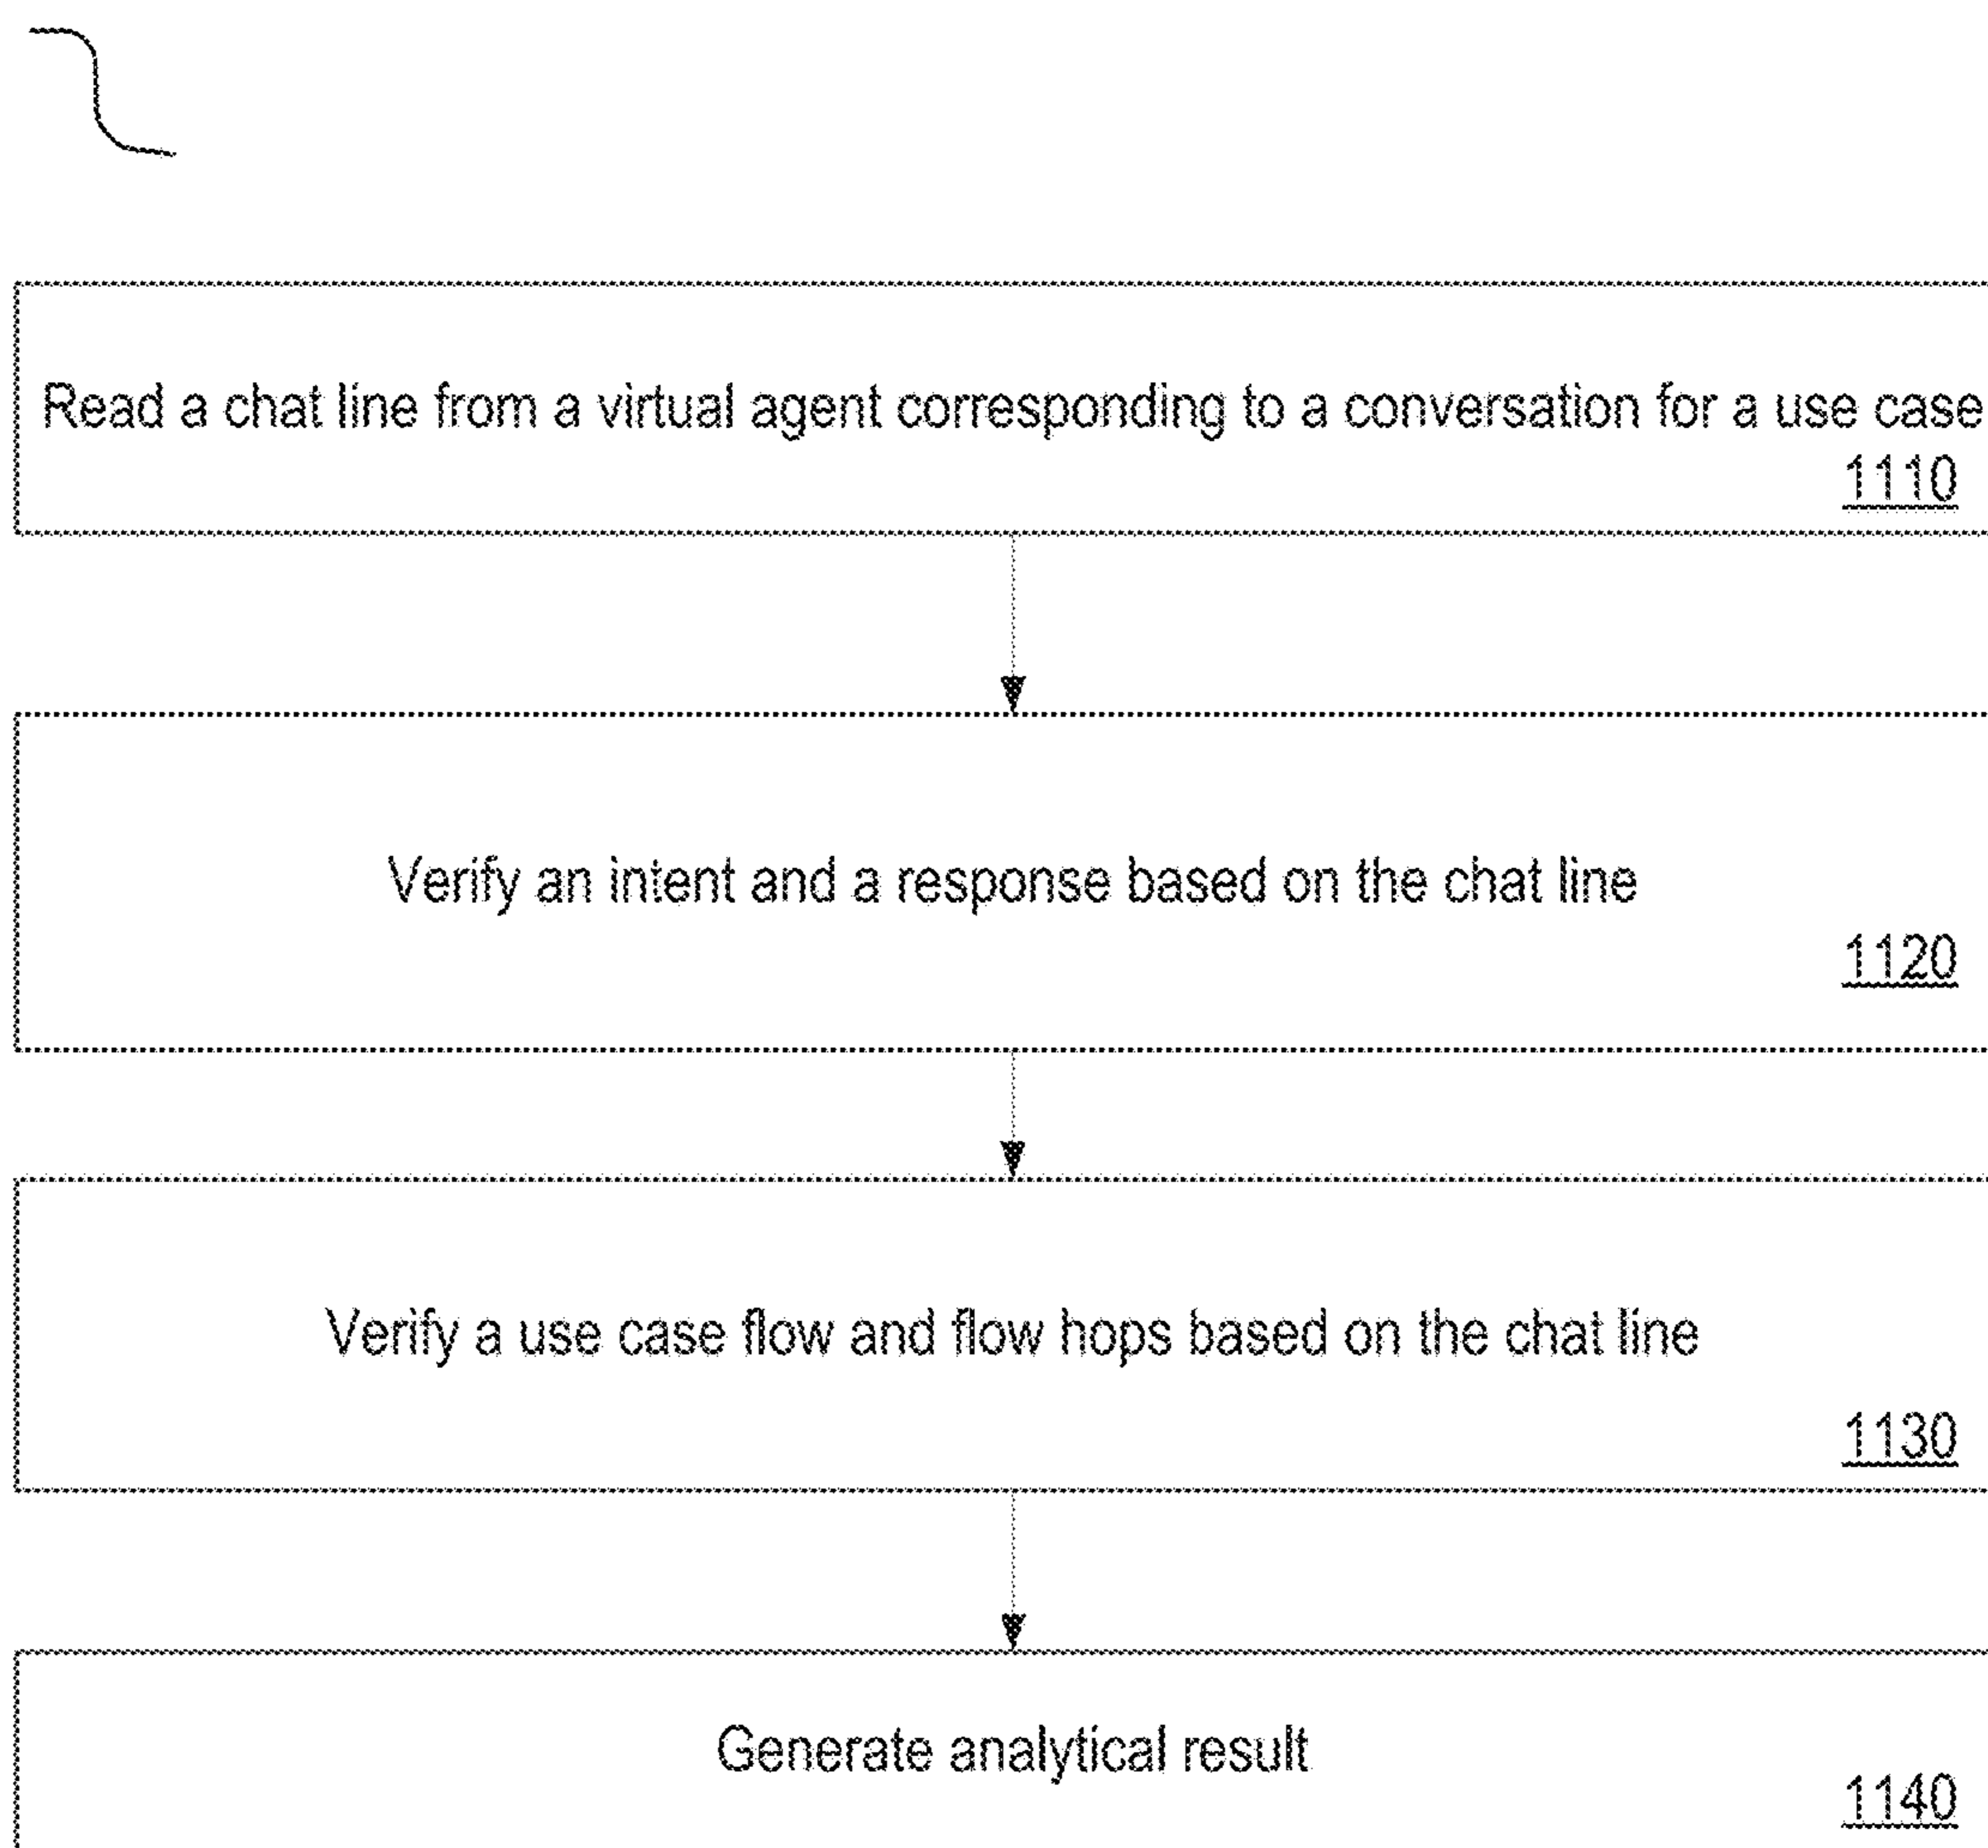 Read a chat line from a virtual agent corresponding to a conversation for a use case
1110
Verify an intent and a response based on the chat line
1120
Verify a use case flow and flow hops based on the chat line
1130
Generate analytical result
1140